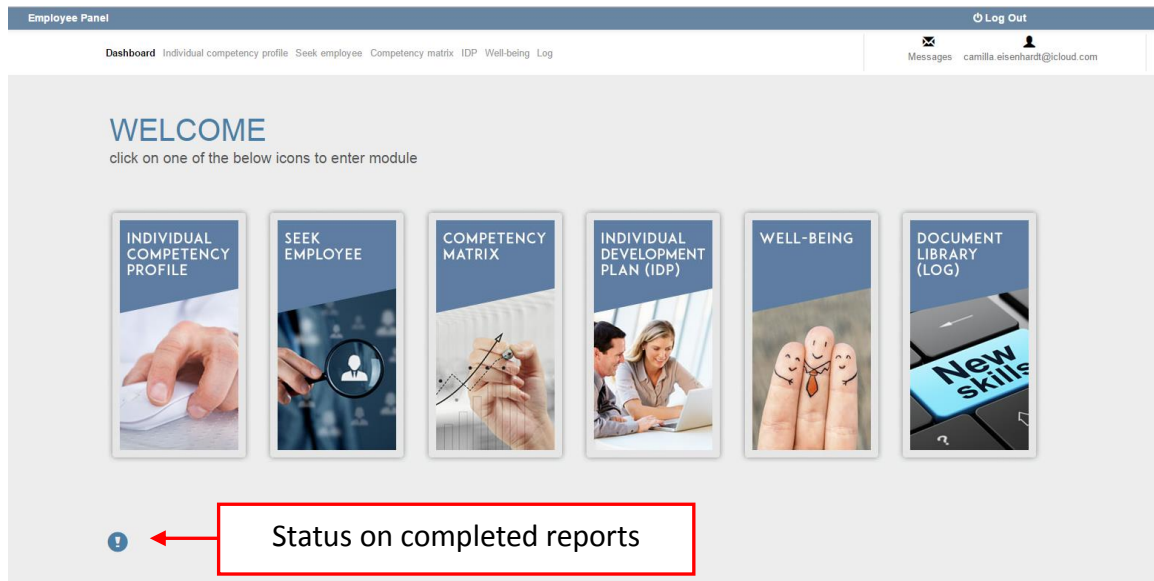 Employee Panel
Log Out
Dashboard Individual competency profile Seek employee Competency matrix IDP Well-being Log
Messages camilla.eisenhardt@icloud.com
WELCOME
click on one of the below icons to enter module
INDIVIDUAL
COMPETENCY
PROFILE
SEEK
EMPLOYEE
COMPETENCY
MATRIX
INDIVIDUAL
DEVELOPMENT
PLAN (IDP)
WELL-BEING
DOCUMENT
LIBRARY
(LOG)
New
skills
?
!
Status on completed reports